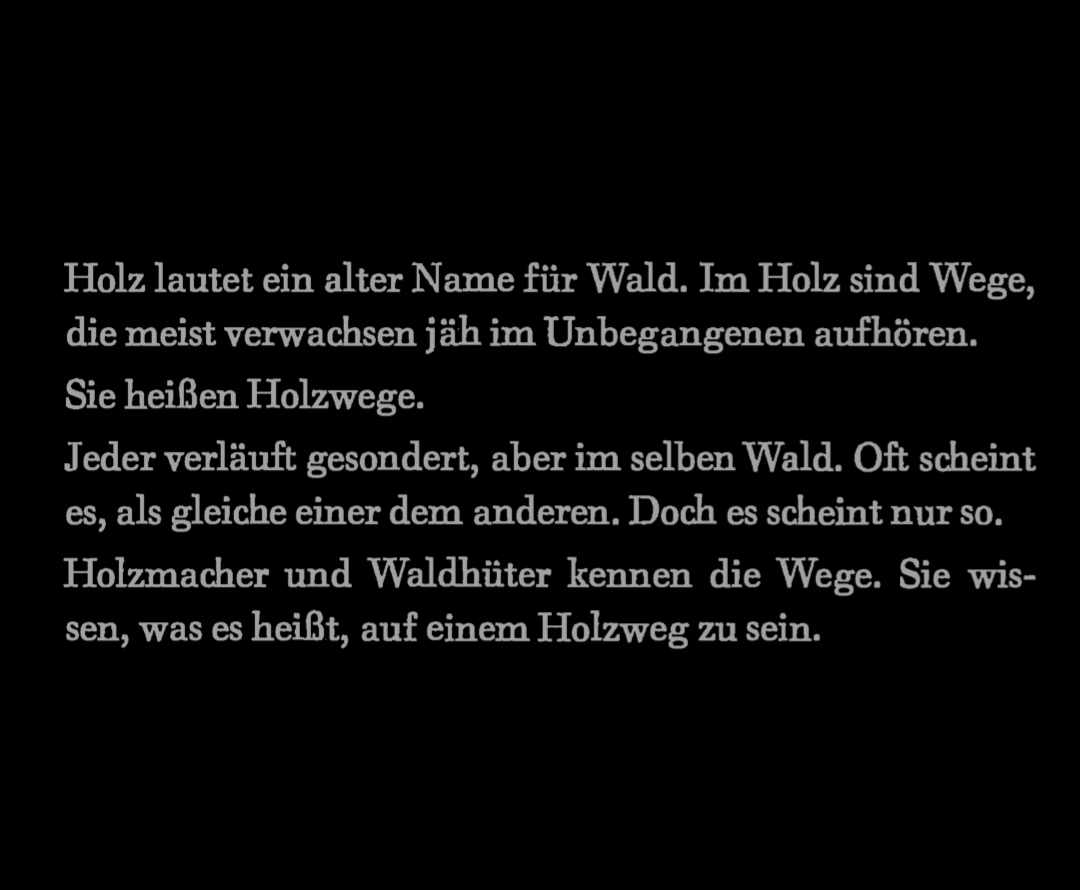 Holz lautet ein alter Name für Wald. Im Holz sind Wege,
die meist verwachsen jäh im Unbegangenen aufhören.
Sie heißen Holzwege.
Jeder verläuft gesondert, aber im selben Wald. Oft scheint
es, als gleiche einer dem anderen. Doch es scheint nur so.
Holzmacher und Waldhüter kennen die Wege. Sie wis-
sen, was es heißt, auf einem Holzweg zu sein.